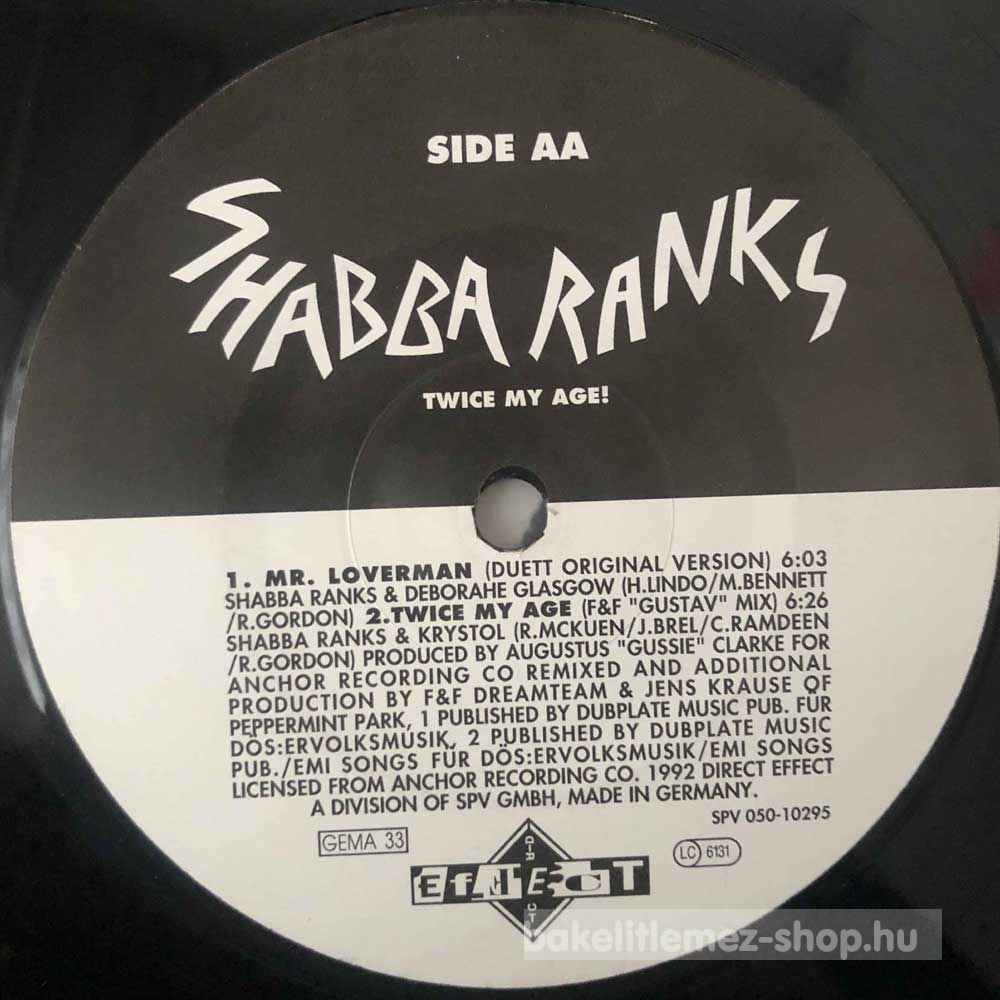 SIDE AA
SHABBA RANKS
TWICE MY AGE!
1. MR. LOVERMAN (DUETT ORIGINAL VERSION) 6:03
SHABBA RANKS & DEBORAHE GLASGOW (H.LINDO/M.BENNETT
/R.GORDON) 2.TWICE MY AGE (F&F "GUSTAV" MIX) 6:26
SHABBA RANKS & KRYSTOL (R.MCKUEN/J.BREL/C.RAMDEEN
/R.GORDON) PRODUCED BY AUGUSTUS "GUSSIE" CLARKE FOR
ANCHOR RECORDING CO REMIXED AND ADDITIONAL
PRODUCTION BY F&F DREAMTEAM & JENS KRAUSE OF
PEPPERMINT PARK, 1 PUBLISHED BY DUBPLATE MUSIC PUB. FÜR
DÖS:ERVOLKSMUSIK, 2 PUBLISHED BY DUBPLATE MUSIC
PUB./EMI SONGS FÜR DÖS:ERVOLKSMUSIK/EMI SONGS
LICENSED FROM ANCHOR RECORDING CO. 1992 DIRECT EFFECT
A DIVISION OF SPV GMBH, MADE IN GERMANY.
SPV 050-10295
GEMA 33
LC 6131
DIRECT
EFFECT
bakelitlemez-shop.hu